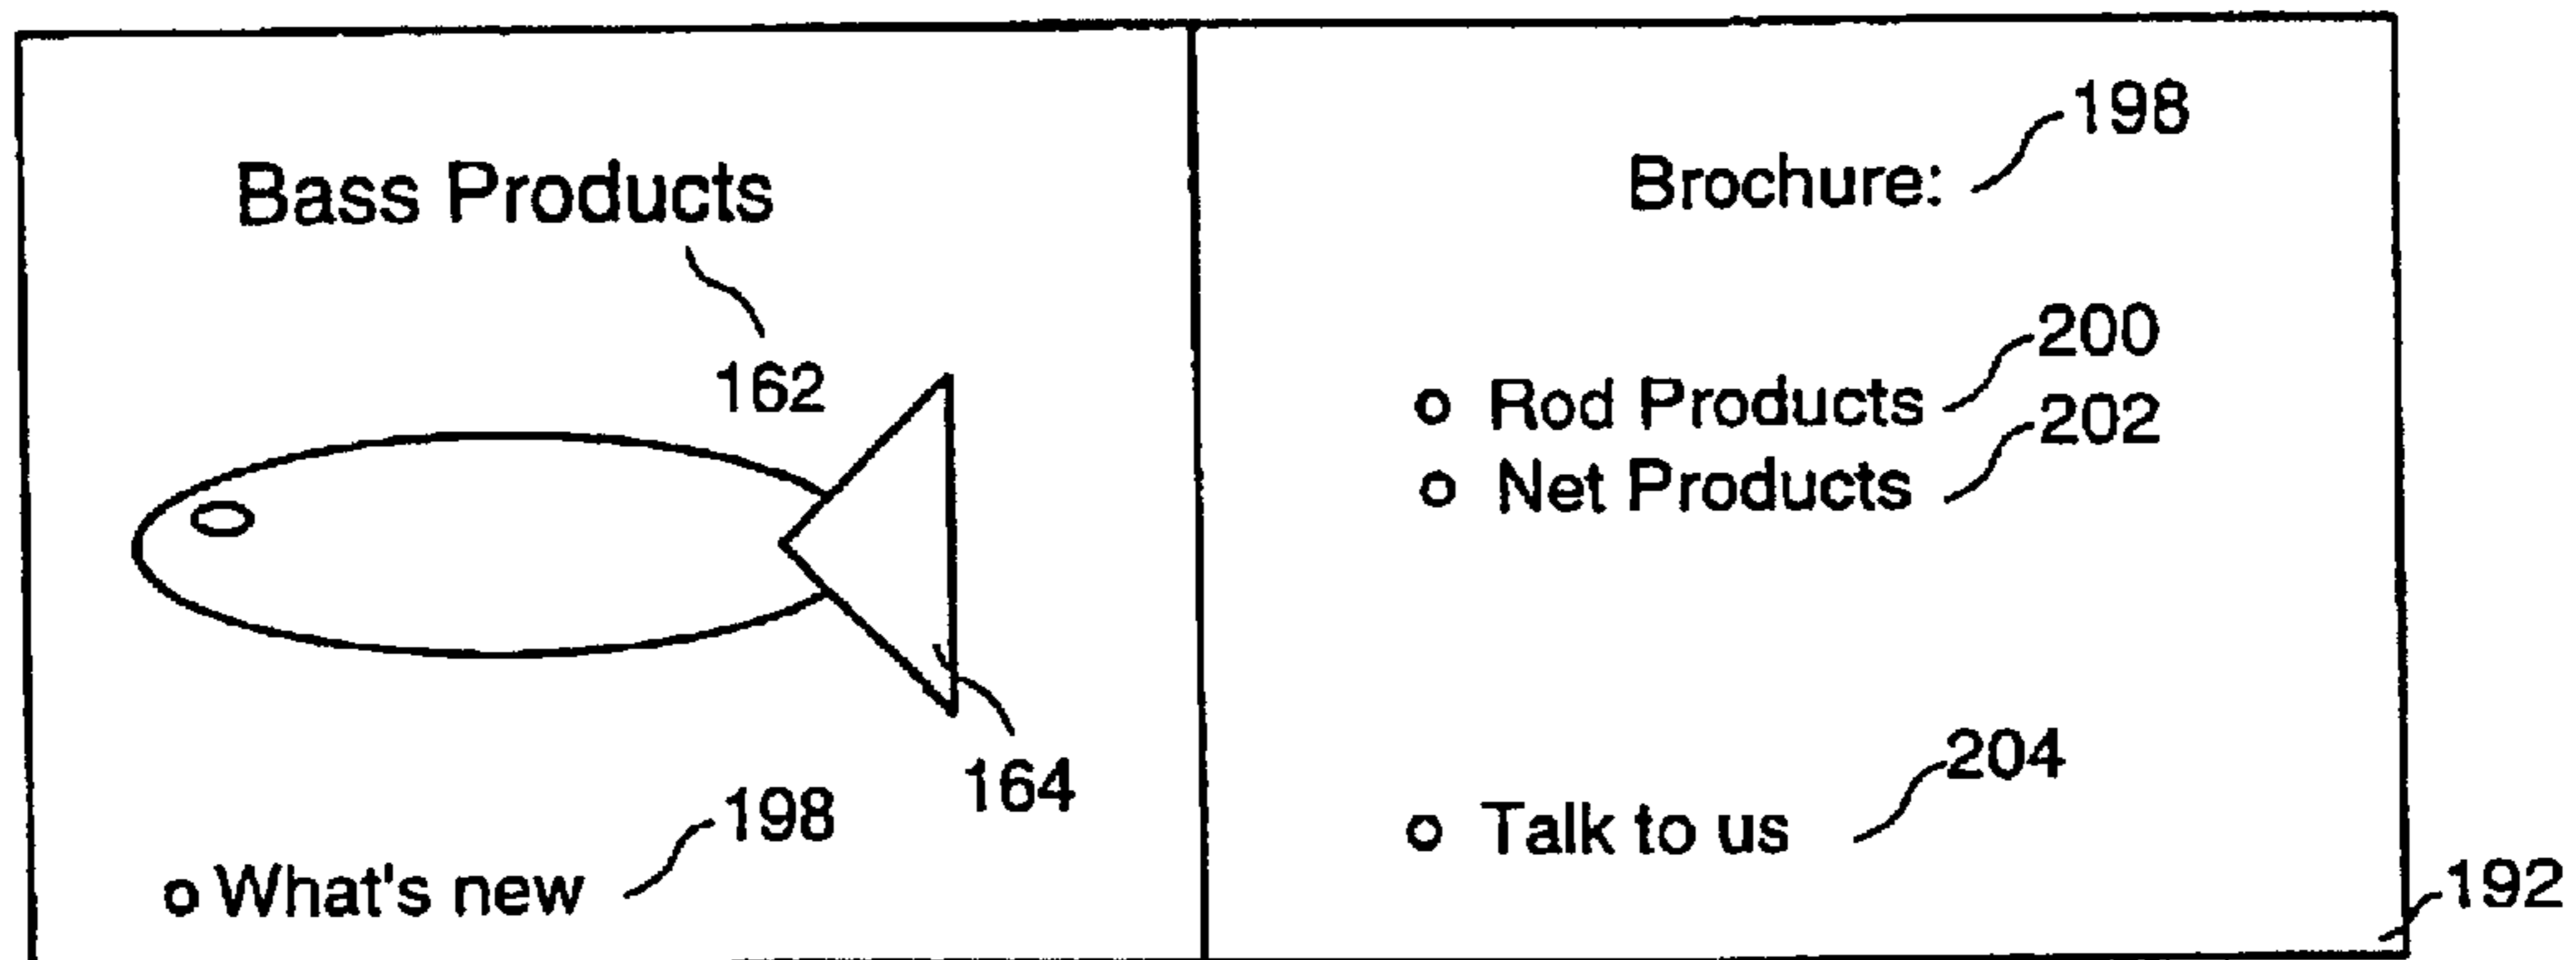 Bass Products
162
164
198
o What's new
198
Brochure:
200
o Rod Products
202
o Net Products
204
o Talk to us
192